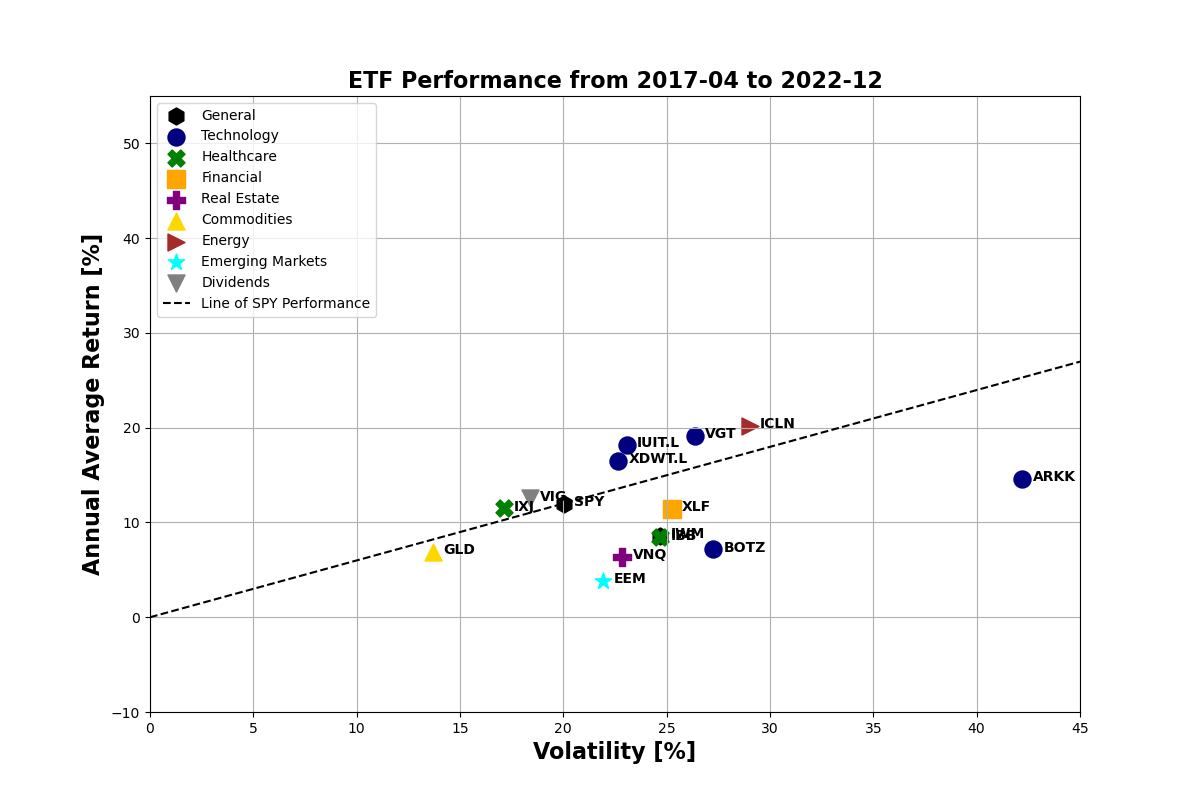 ETF Performance from 2017-04 to 2022-12
General
Technology
Healthcare
Financial
Real Estate
Commodities
Energy
Emerging Markets
Dividends
Line of SPY Performance
Annual Average Return [%]
50
40
30
20
10
0
−10
ICLN
VGT
IUIT.L
XDWT.L
ARKK
VIG
SPY
IXJ
XLF
IWM
GLD
BOTZ
VNQ
EEM
0 5 10 15 20 25 30 35 40 45
Volatility [%]